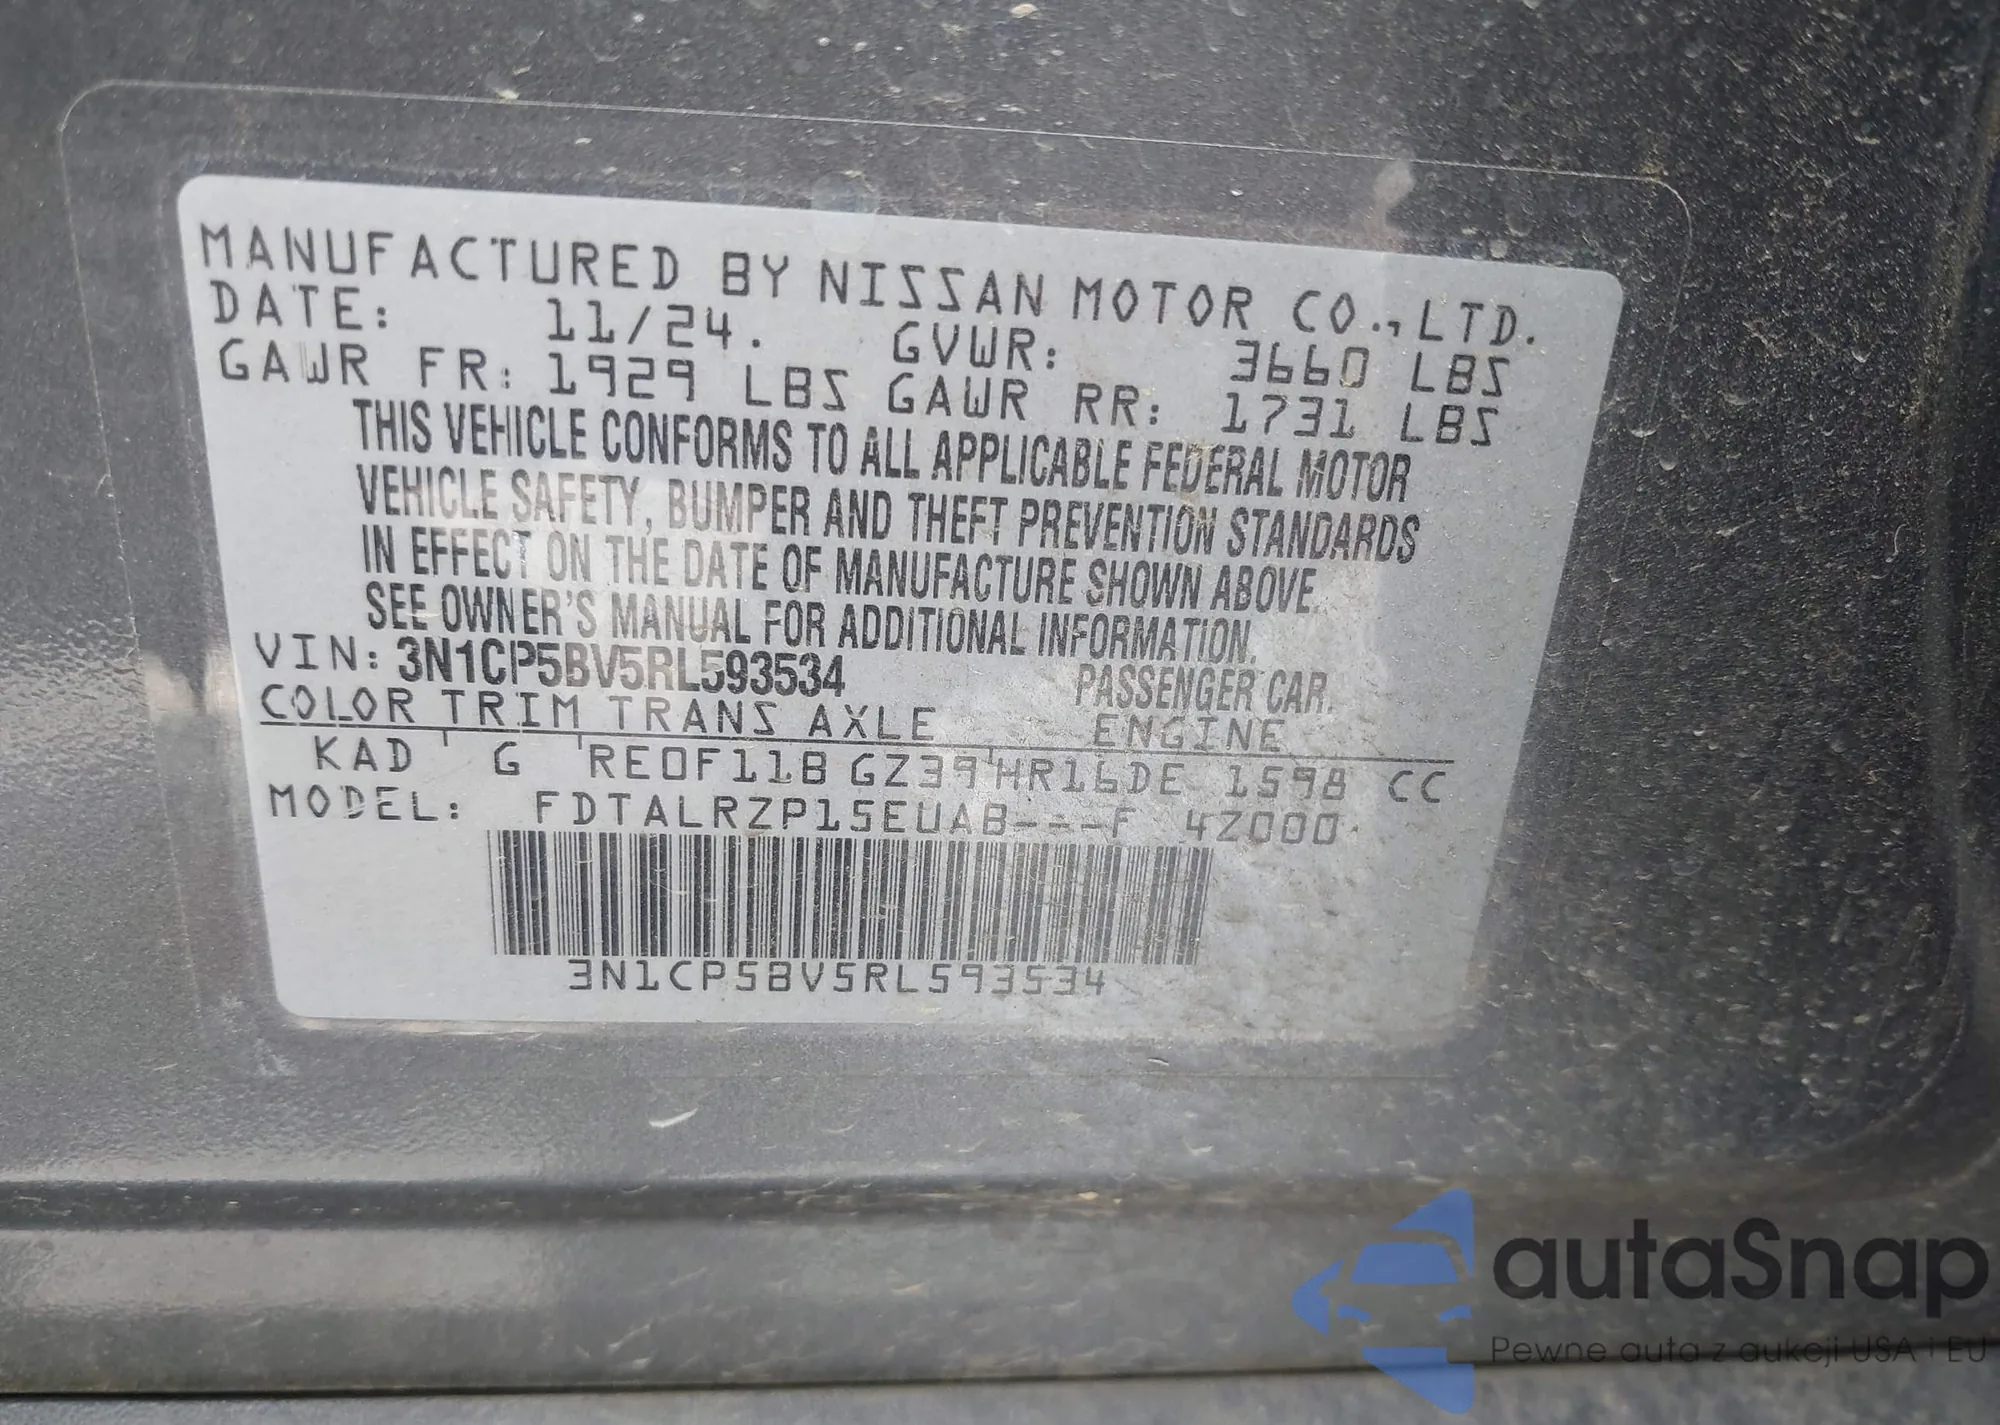 MANUFACTURED BY NISSAN MOTOR CO.,LTD.
DATE: 11/24. GVWR: 3660 LBS
GAWR FR: 1929 LBS GAWR RR: 1731 LBS
THIS VEHICLE CONFORMS TO ALL APPLICABLE FEDERAL MOTOR
VEHICLE SAFETY, BUMPER AND THEFT PREVENTION STANDARDS
IN EFFECT ON THE DATE OF MANUFACTURE SHOWN ABOVE.
SEE OWNER'S MANUAL FOR ADDITIONAL INFORMATION.
VIN: 3N1CP5BV5RL593534 PASSENGER CAR.
COLOR TRIM TRANS AXLE ENGINE
KAD G RE0F11B GZ39 HR16DE 1598 CC
MODEL: FDTALRZP15EUAB---F 4Z000
3N1CP5BV5RL593534
autaSnap
Pewne auta z aukcji USA i EU